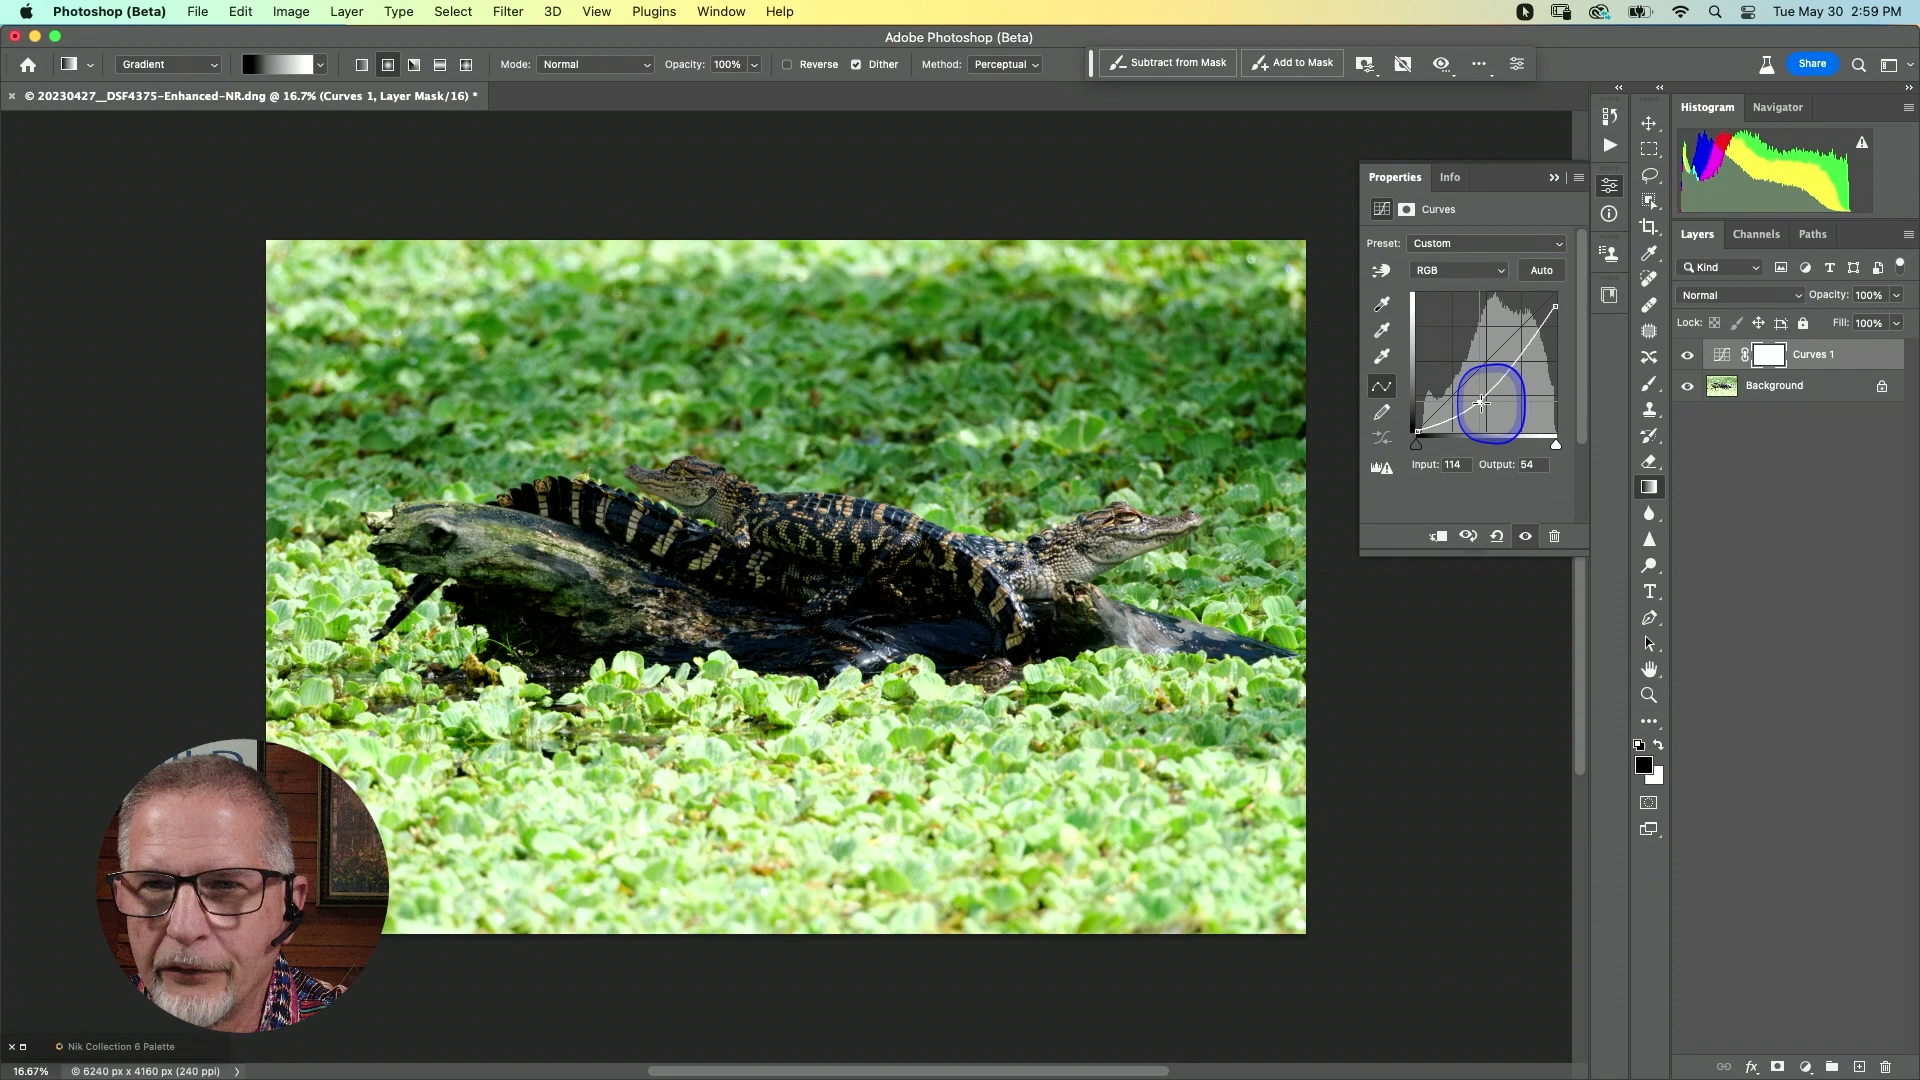 Photoshop (Beta) File Edit Image Layer Type Select Filter 3D View Plugins Window Help Tue May 30 2:59 PM
Adobe Photoshop (Beta)
Gradient Mode: Normal Opacity: 100% Reverse Dither Method: Perceptual Subtract from Mask Add to Mask Share
© 20230427__DSF4375-Enhanced-NR.dng @ 16.7% (Curves 1, Layer Mask/16) *
Histogram Navigator
Properties Info
Curves
Preset: Custom
RGB Auto
Input: 114 Output: 54
Layers Channels Paths
Kind
Normal Opacity: 100%
Lock: Fill: 100%
Curves 1
Background
Nik Collection 6 Palette
16.67% © 6240 px x 4160 px (240 ppi)